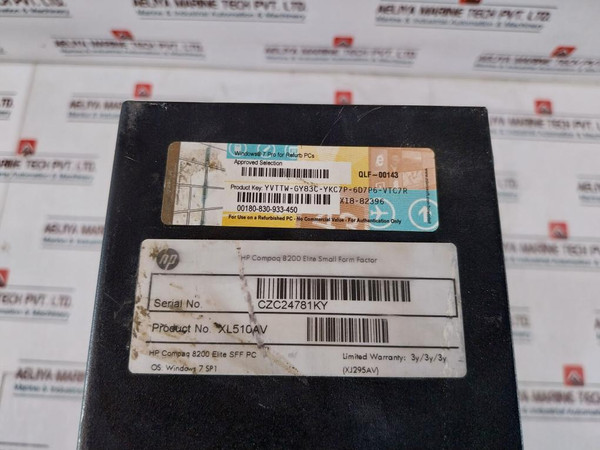 AELIYA MARINE TECH PVT. LTD.
Windows® 7 Pro for Refurb PCs
Approved Selection
QLF-00143
Product Key: YVTTW-GY83C-YKC7P-6D7P6-VTC7R
X18-82396
00180-830-933-450
For Use on a Refurbished PC - No Commercial Value - For Authentication Only
hp
HP Compaq 8200 Elite Small Form Factor
Serial No. CZC24781KY
Product No. XL510AV
HP Compaq 8200 Elite SFF PC
Limited Warranty: 3y/3y/3y
OS: Windows 7 SP1
(XJ295AV)